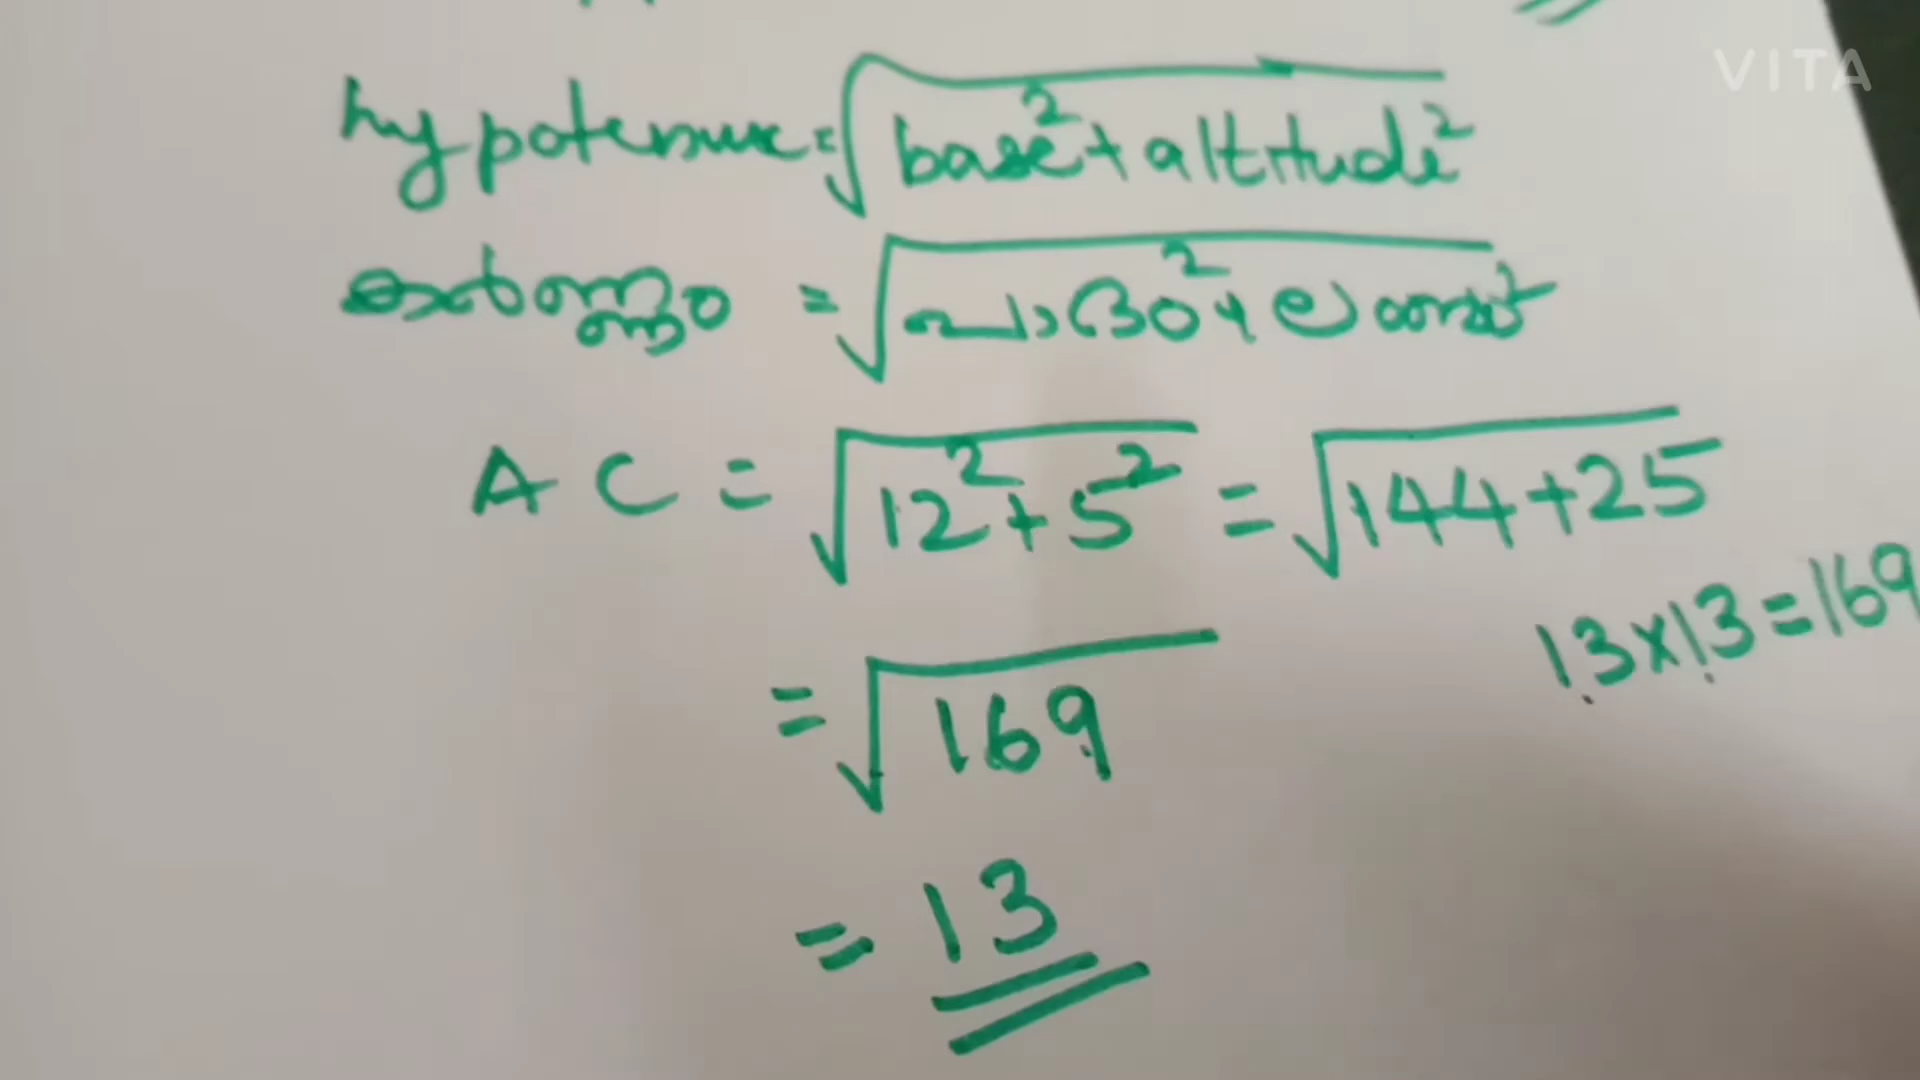 VITA
hypotenuse = √base² + altitude²
കർണ്ണം = √പാദം² + ലംബം²
AC = √12² + 5² = √144 + 25
13 x 13 = 169
= √169
= 13